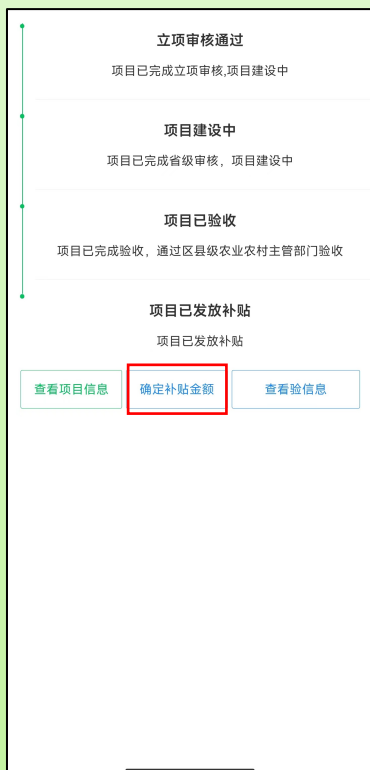 立项审核通过
项目已完成立项审核,项目建设中
项目建设中
项目已完成省级审核，项目建设中
项目已验收
项目已完成验收，通过区县级农业农村主管部门验收
项目已发放补贴
项目已发放补贴
查看项目信息 确定补贴金额 查看验信息